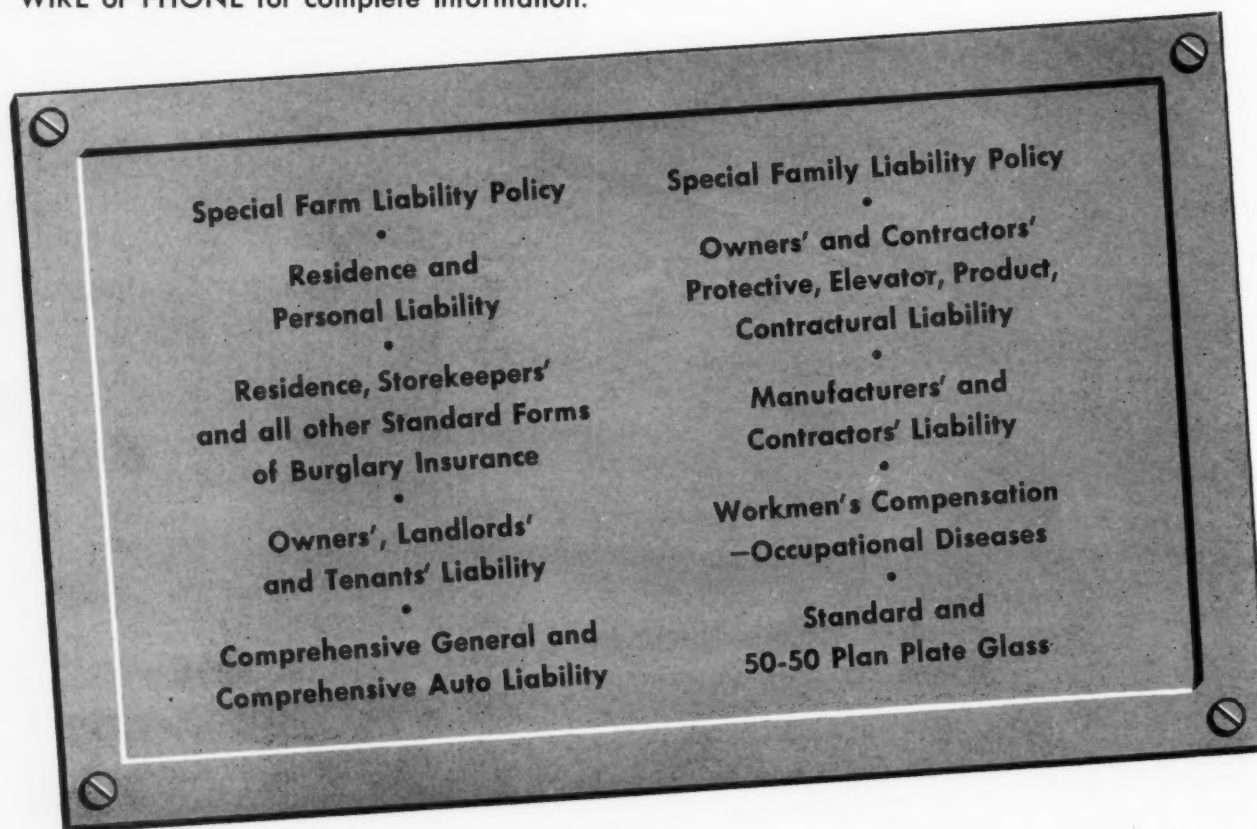 WIRE or PHONE for complete information.
Special Farm Liability Policy
•
Residence and
Personal Liability
•
Residence, Storekeepers'
and all other Standard Forms
of Burglary Insurance
•
Owners', Landlords'
and Tenants' Liability
•
Comprehensive General and
Comprehensive Auto Liability
Special Family Liability Policy
•
Owners' and Contractors'
Protective, Elevator, Product,
Contractural Liability
•
Manufacturers' and
Contractors' Liability
•
Workmen's Compensation
—Occupational Diseases
•
Standard and
50-50 Plan Plate Glass